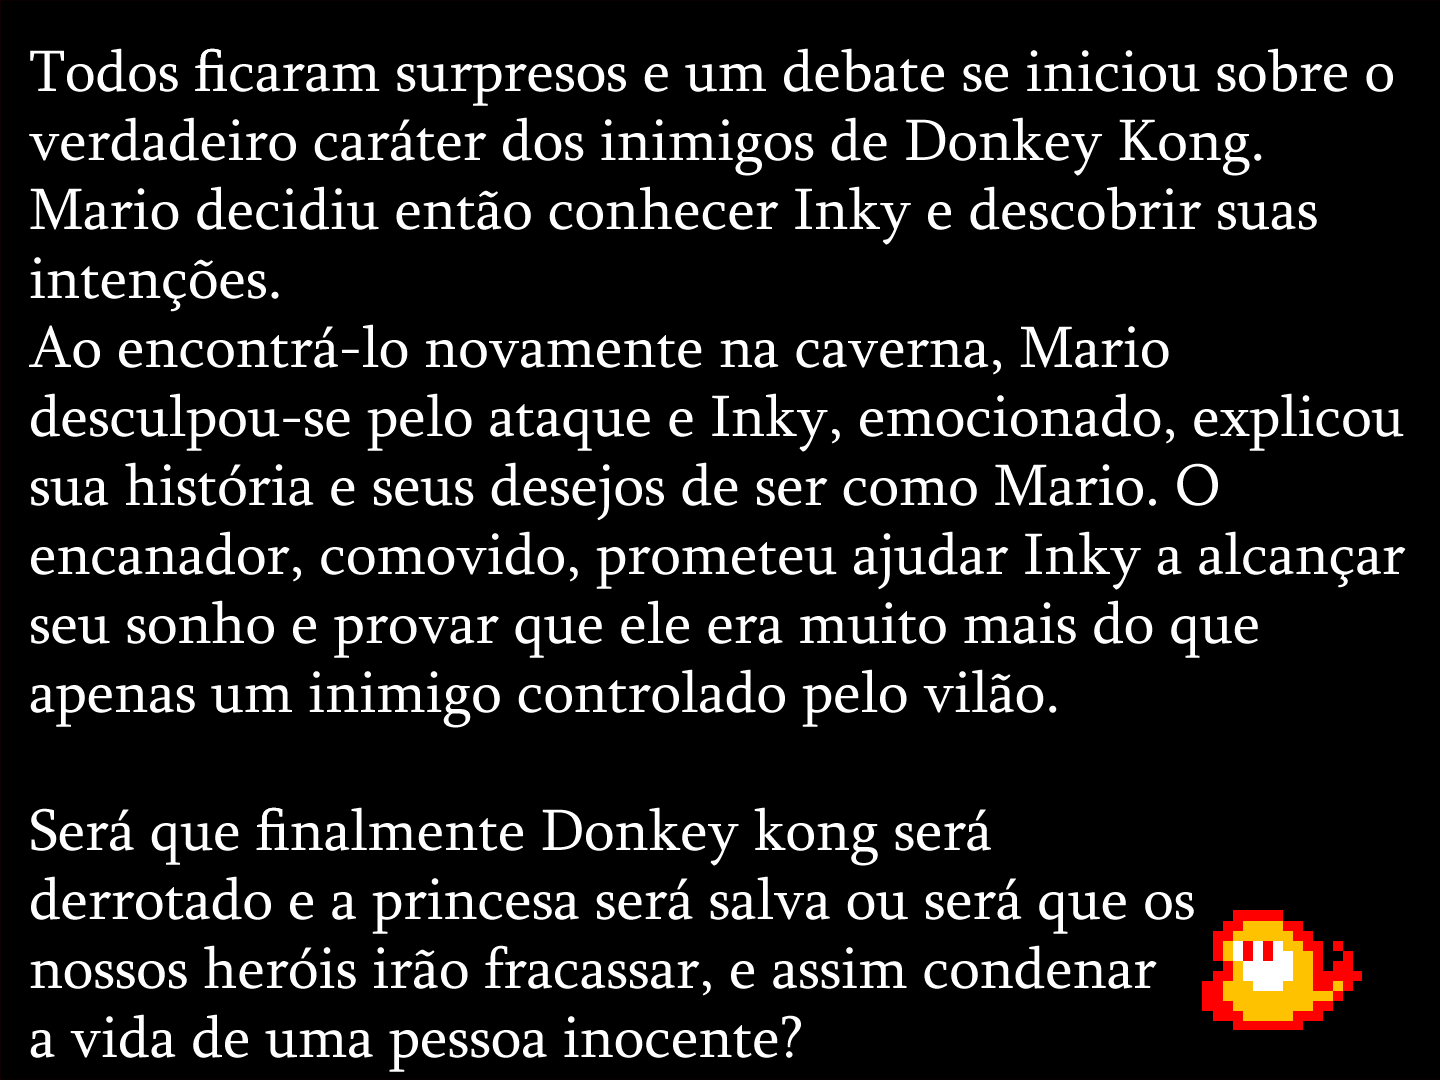 Todos ficaram surpresos e um debate se iniciou sobre o
verdadeiro caráter dos inimigos de Donkey Kong.
Mario decidiu então conhecer Inky e descobrir suas
intenções.
Ao encontrá-lo novamente na caverna, Mario
desculpou-se pelo ataque e Inky, emocionado, explicou
sua história e seus desejos de ser como Mario. O
encanador, comovido, prometeu ajudar Inky a alcançar
seu sonho e provar que ele era muito mais do que
apenas um inimigo controlado pelo vilão.
Será que finalmente Donkey kong será
derrotado e a princesa será salva ou será que os
nossos heróis irão fracassar, e assim condenar
a vida de uma pessoa inocente?